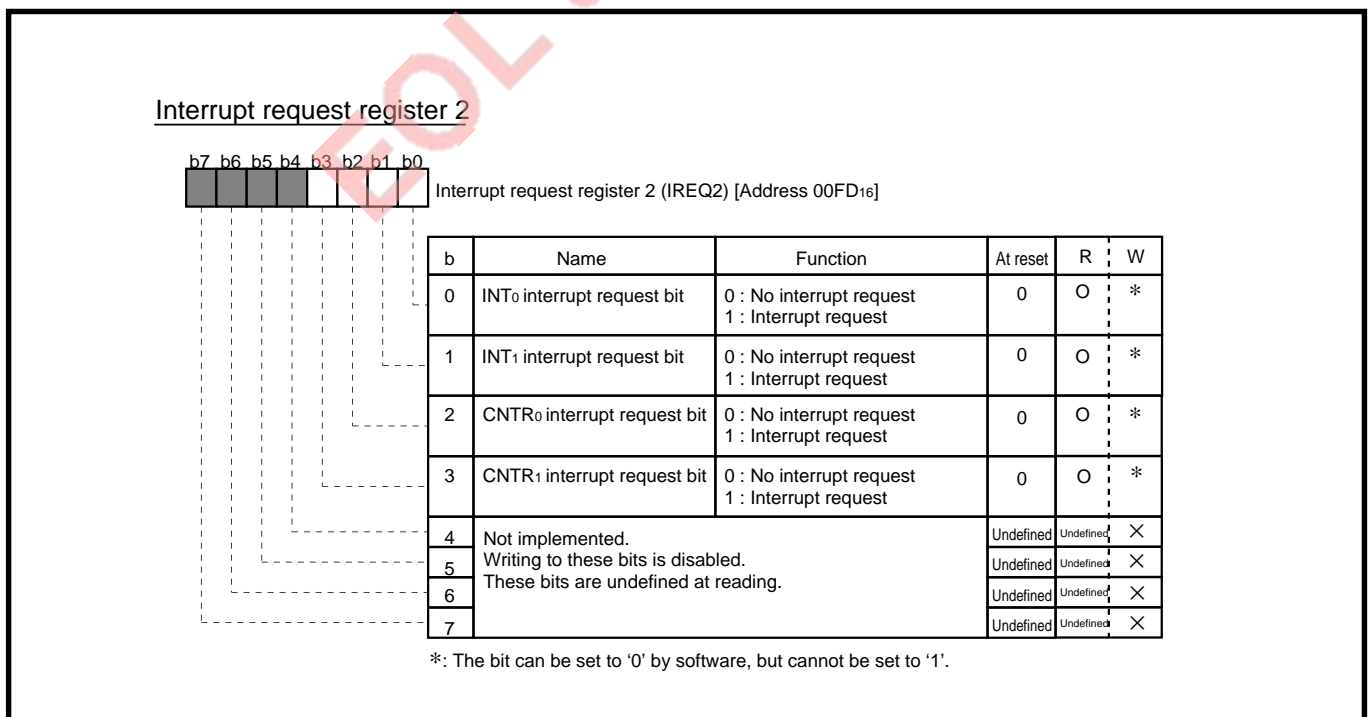 EOL
Interrupt request register 2
b7 b6 b5 b4 b3 b2 b1 b0
Interrupt request register 2 (IREQ2) [Address 00FD16]
b Name Function At reset R W
0 INT0 interrupt request bit 0 : No interrupt request 0 O *
1 : Interrupt request
1 INT1 interrupt request bit 0 : No interrupt request 0 O *
1 : Interrupt request
2 CNTR0 interrupt request bit 0 : No interrupt request 0 O *
1 : Interrupt request
3 CNTR1 interrupt request bit 0 : No interrupt request 0 O *
1 : Interrupt request
4 Not implemented. Undefined Undefined ×
5 Writing to these bits is disabled. Undefined Undefined ×
6 These bits are undefined at reading. Undefined Undefined ×
7 Undefined Undefined ×
*: The bit can be set to ‘0’ by software, but cannot be set to ‘1’.